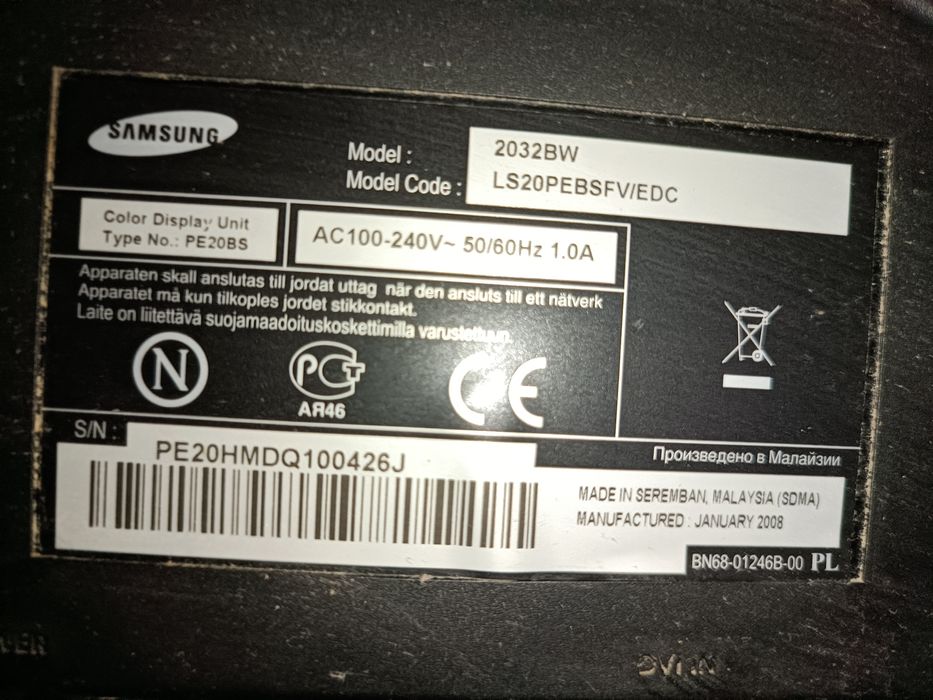 SAMSUNG
Model : 2032BW
Model Code : LS20PEBSFV/EDC
Color Display Unit
Type No.: PE20BS
AC100-240V~ 50/60Hz 1.0A
Apparaten skall anslutas till jordat uttag när den ansluts till ett nätverk
Apparatet må kun tilkoples jordet stikkontakt.
Laite on liitettävä suojamaadoituskoskettimilla varustettuun.
N
РСТ
АЯ46
CE
S/N : PE20HMDQ100426J
Произведено в Малайзии
MADE IN SEREMBAN, MALAYSIA (SDMA)
MANUFACTURED : JANUARY 2008
BN68-01246B-00 PL